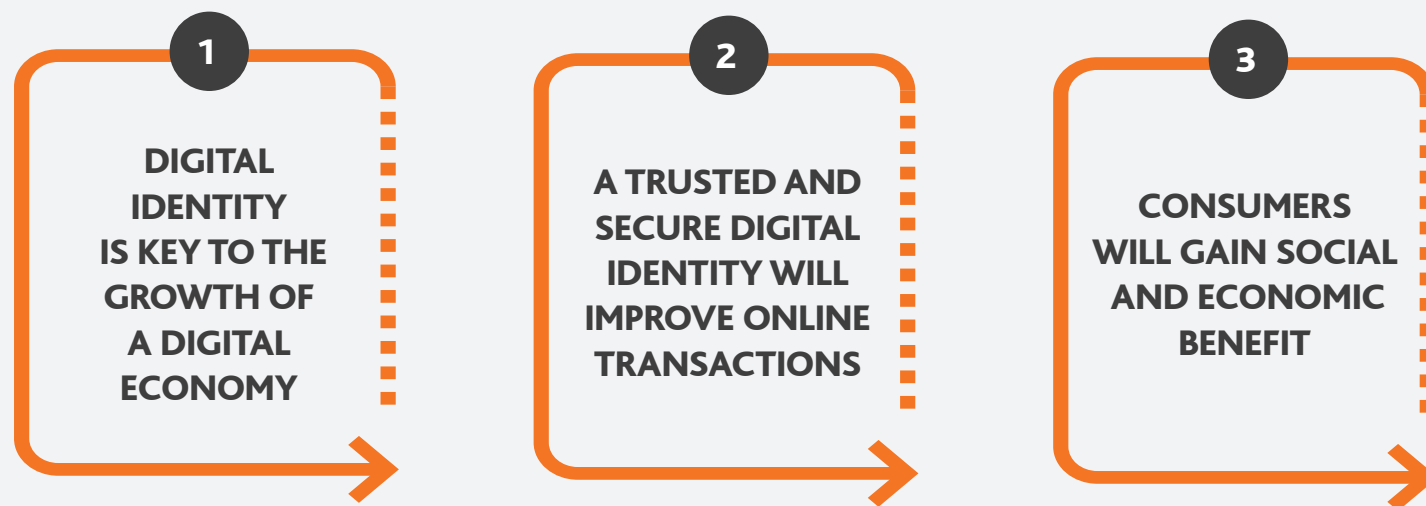 1
DIGITAL
IDENTITY
IS KEY TO THE
GROWTH OF
A DIGITAL
ECONOMY
2
A TRUSTED AND
SECURE DIGITAL
IDENTITY WILL
IMPROVE ONLINE
TRANSACTIONS
3
CONSUMERS
WILL GAIN SOCIAL
AND ECONOMIC
BENEFIT